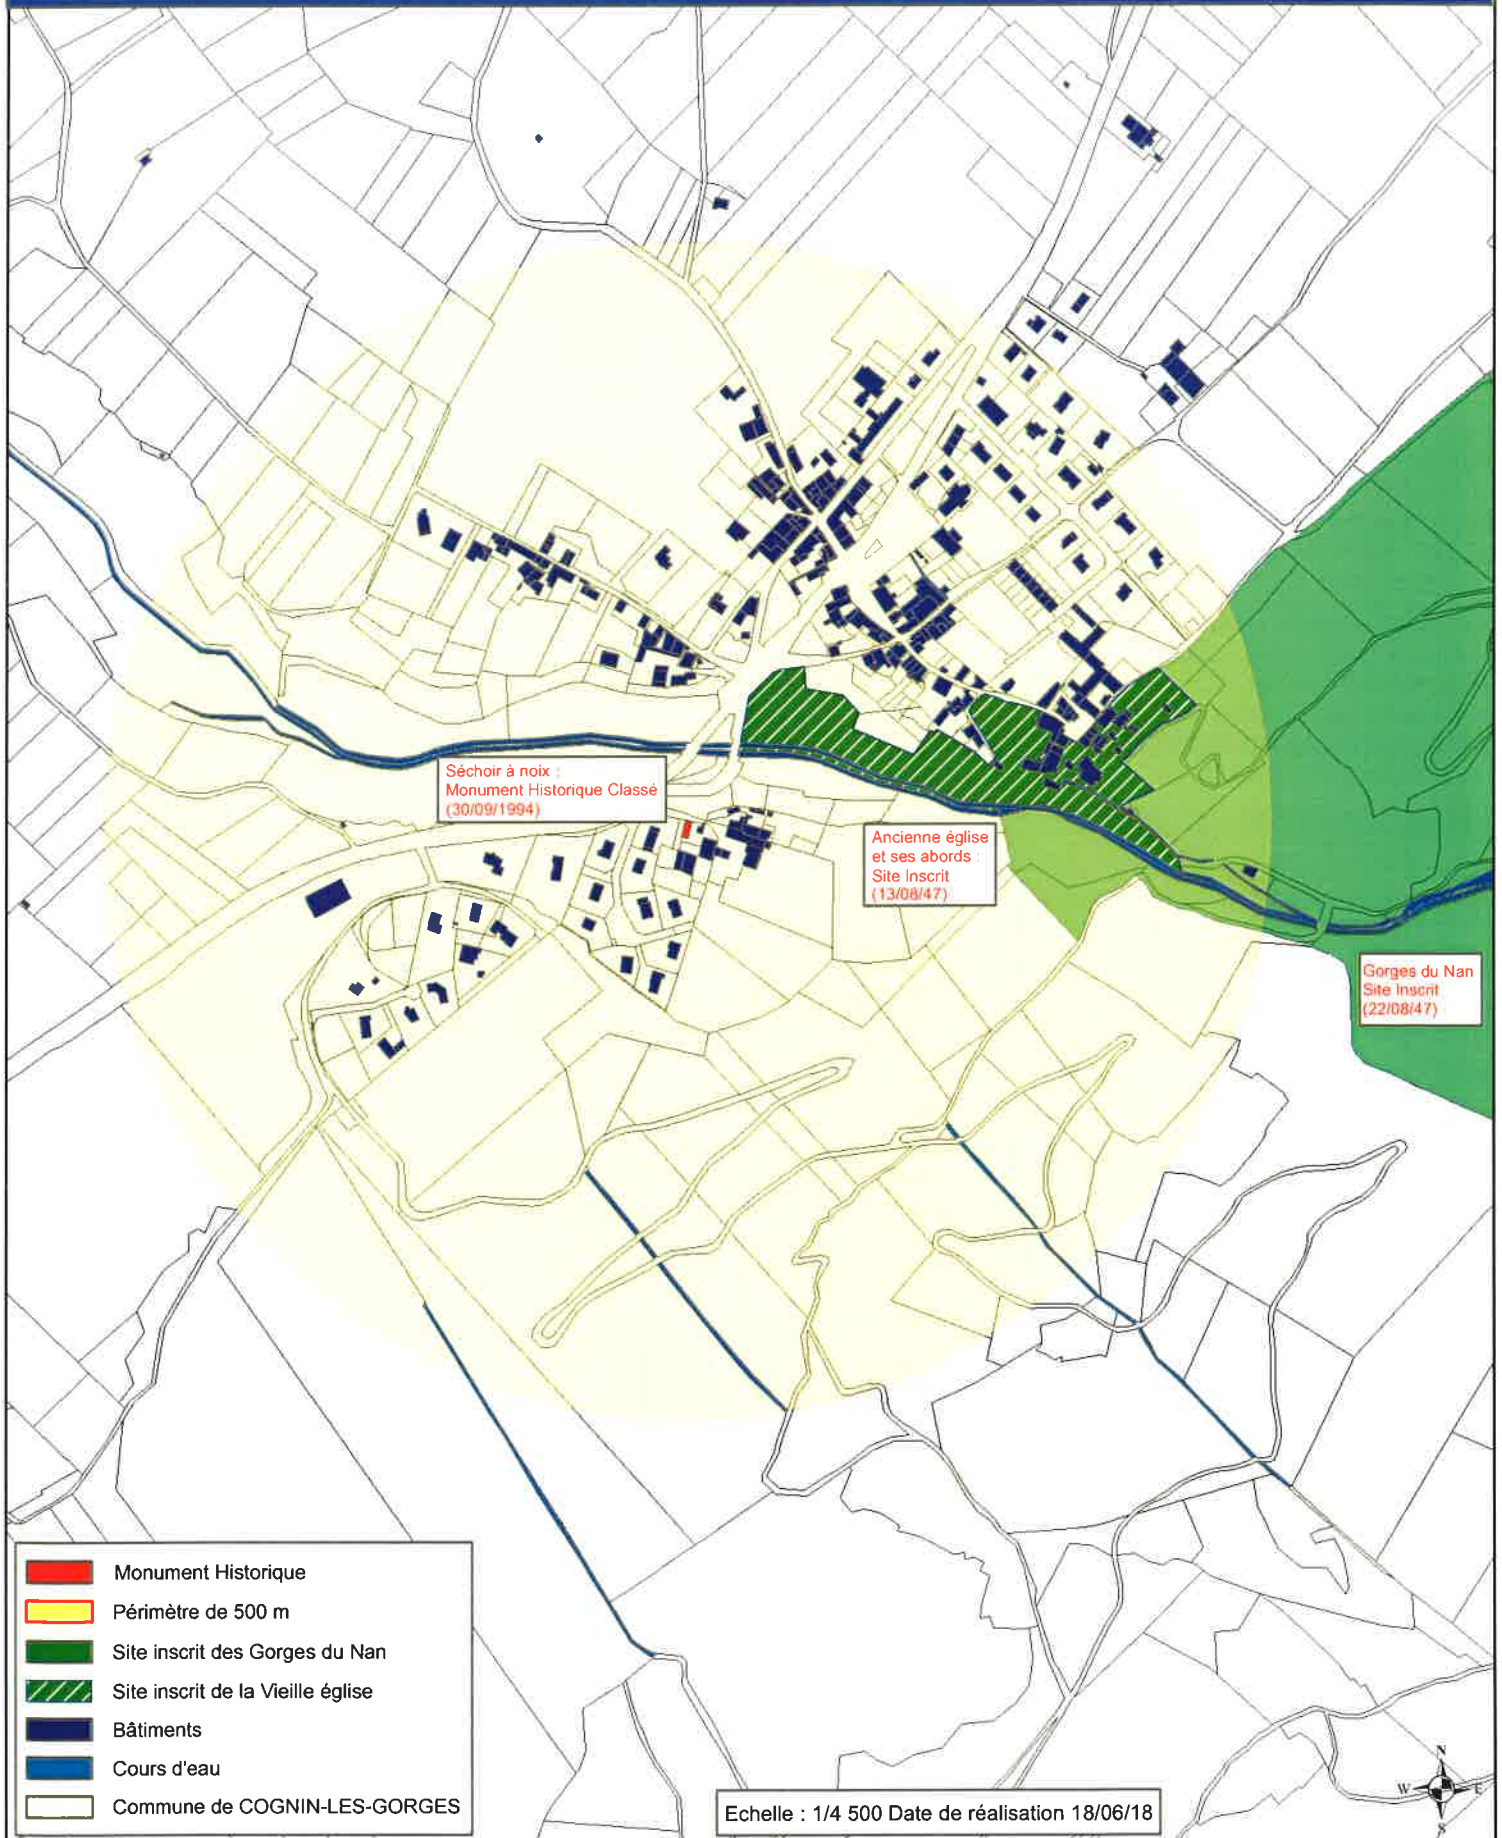 Séchoir à noix :
Monument Historique Classé
(30/09/1994)
Ancienne église
et ses abords :
Site Inscrit
(13/08/47)
Gorges du Nan
Site Inscrit
(22/08/47)
Monument Historique
Périmètre de 500 m
Site inscrit des Gorges du Nan
Site inscrit de la Vieille église
Bâtiments
Cours d'eau
Commune de COGNIN-LES-GORGES
Echelle : 1/4 500 Date de réalisation 18/06/18
N
W E
S